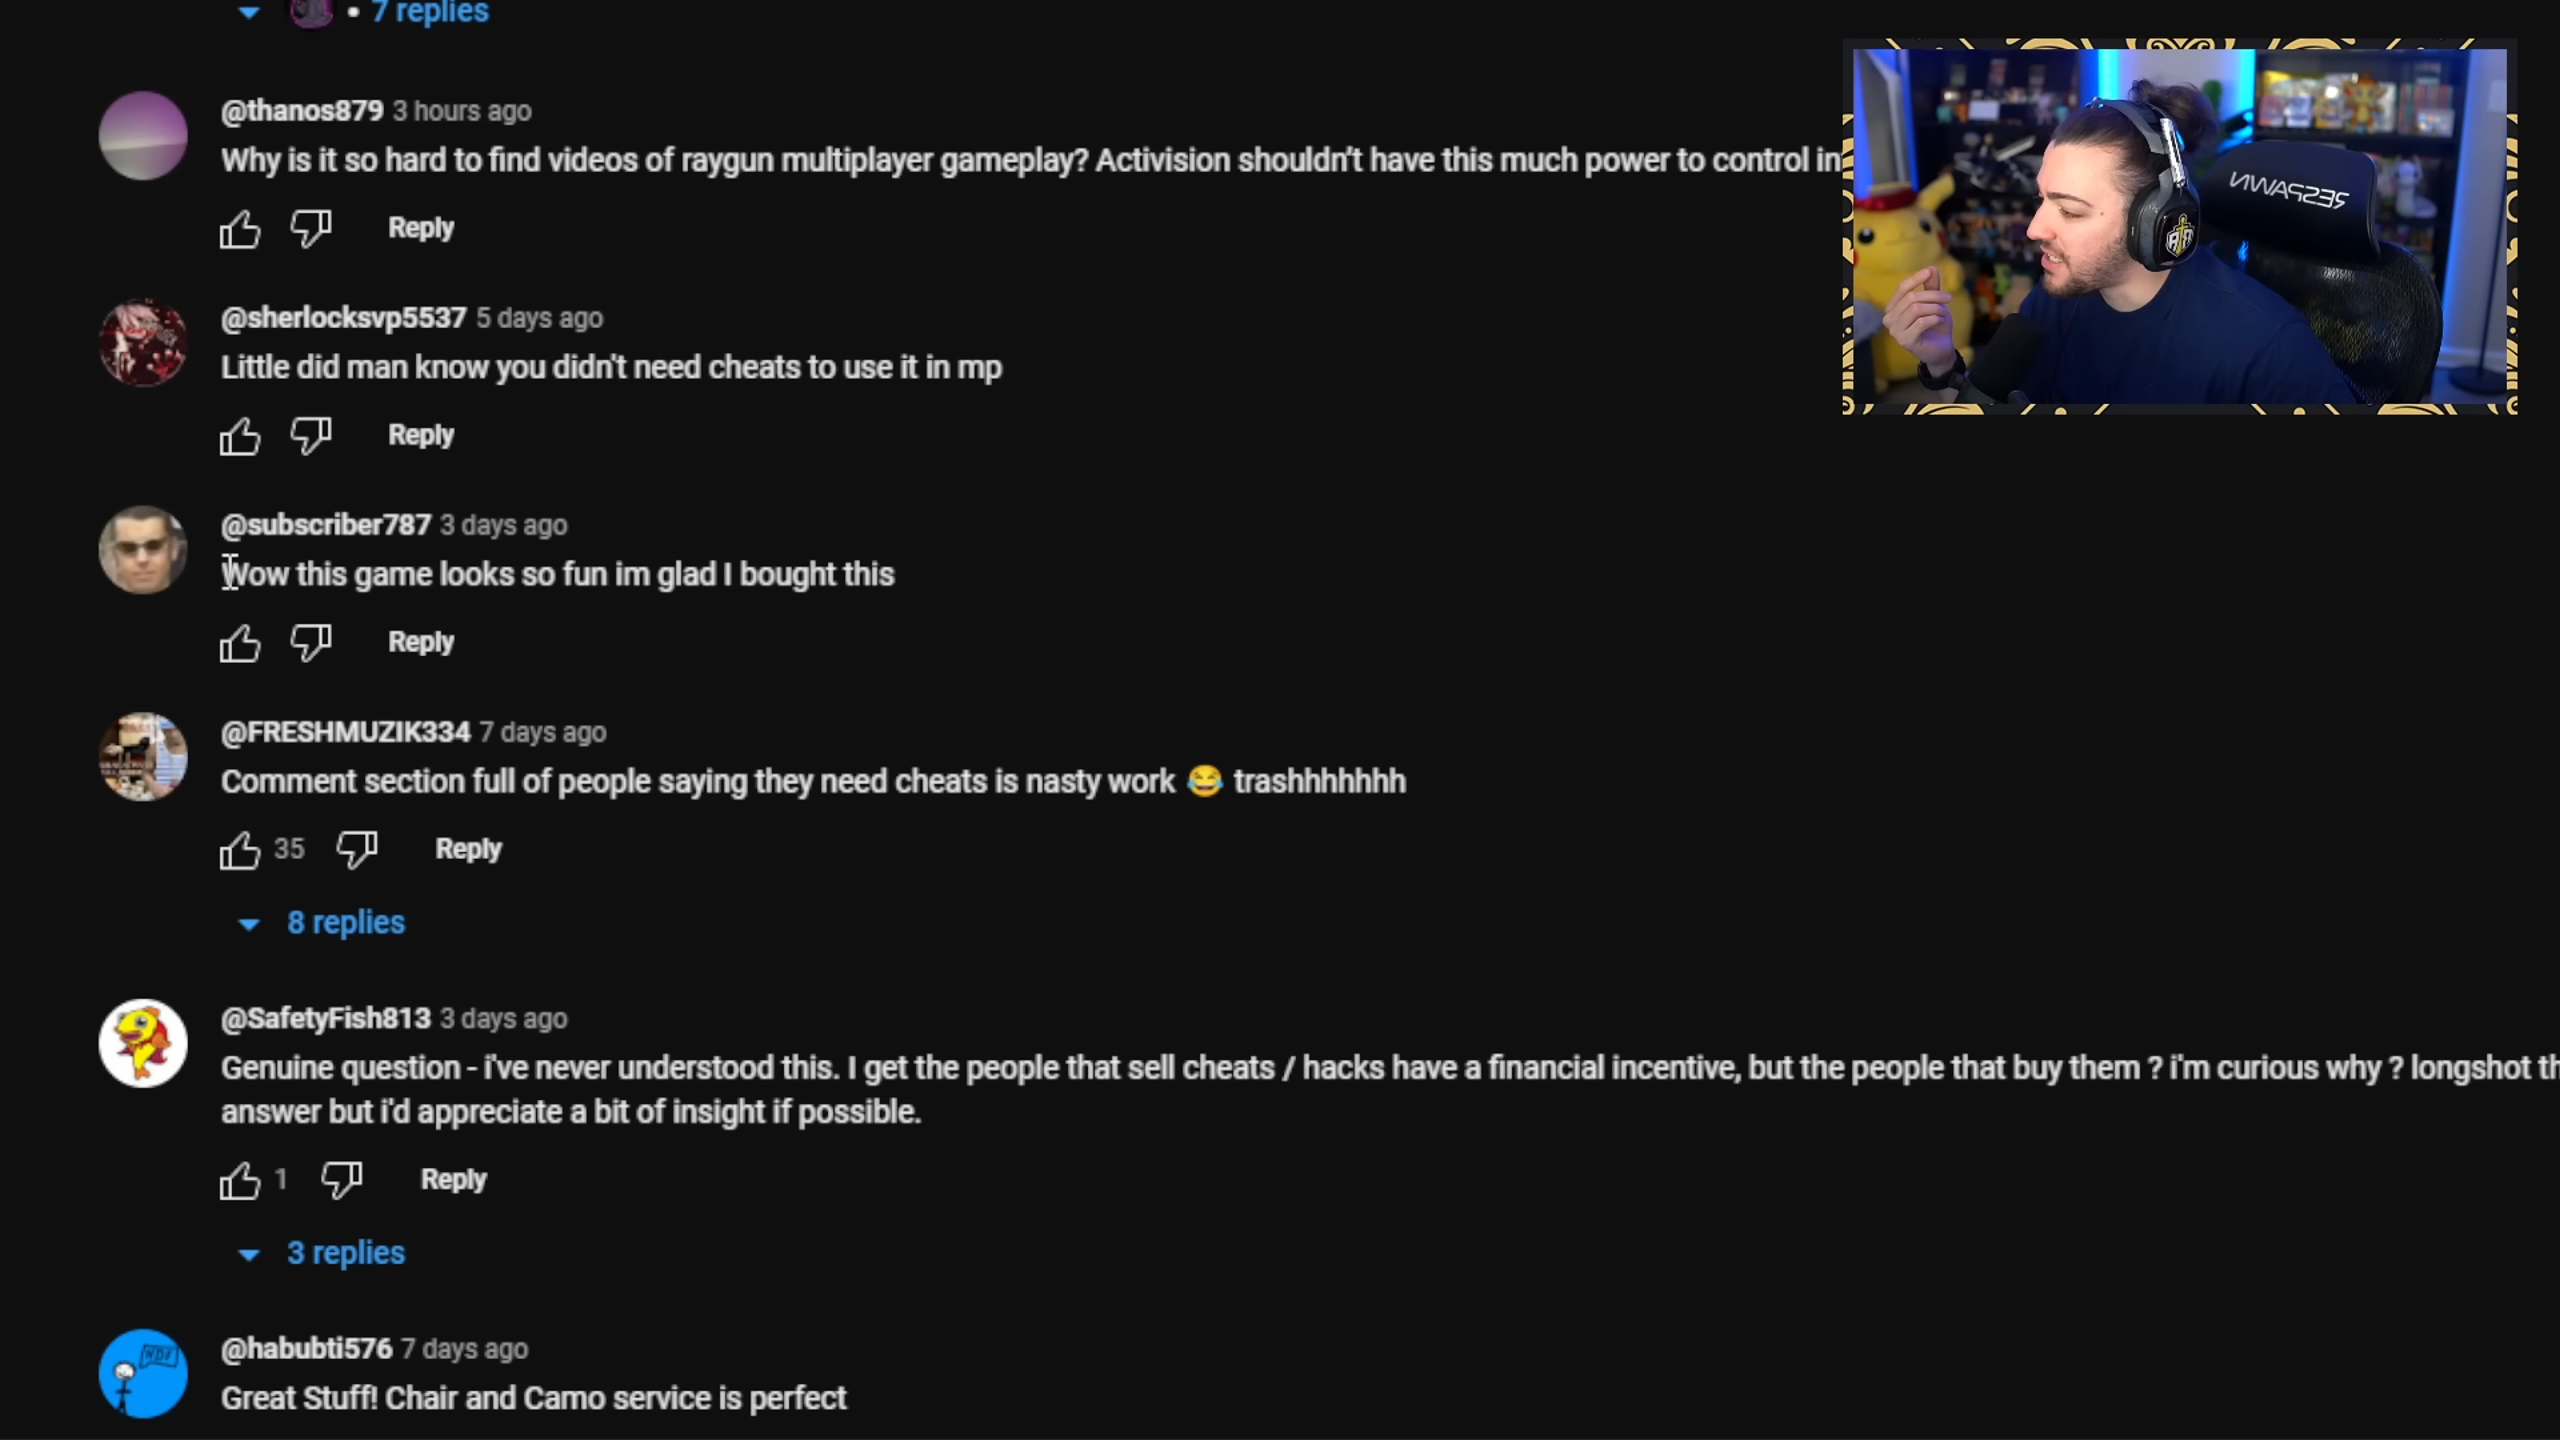 7 replies
@thanos879 3 hours ago
Why is it so hard to find videos of raygun multiplayer gameplay? Activision shouldn't have this much power to control in
RESPAWN
Reply
@sherlocksvp5537 5 days ago
Little did man know you didn't need cheats to use it in mp
Reply
@subscriber787 3 days ago
Wow this game looks so fun im glad I bought this
Reply
@FRESHMUZIK334 7 days ago
Comment section full of people saying they need cheats is nasty work 😂 trashhhhhhh
35 Reply
8 replies
@SafetyFish813 3 days ago
Genuine question - i've never understood this. I get the people that sell cheats / hacks have a financial incentive, but the people that buy them ? i'm curious why ? longshot th
answer but i'd appreciate a bit of insight if possible.
1 Reply
3 replies
@habubti576 7 days ago
Great Stuff! Chair and Camo service is perfect